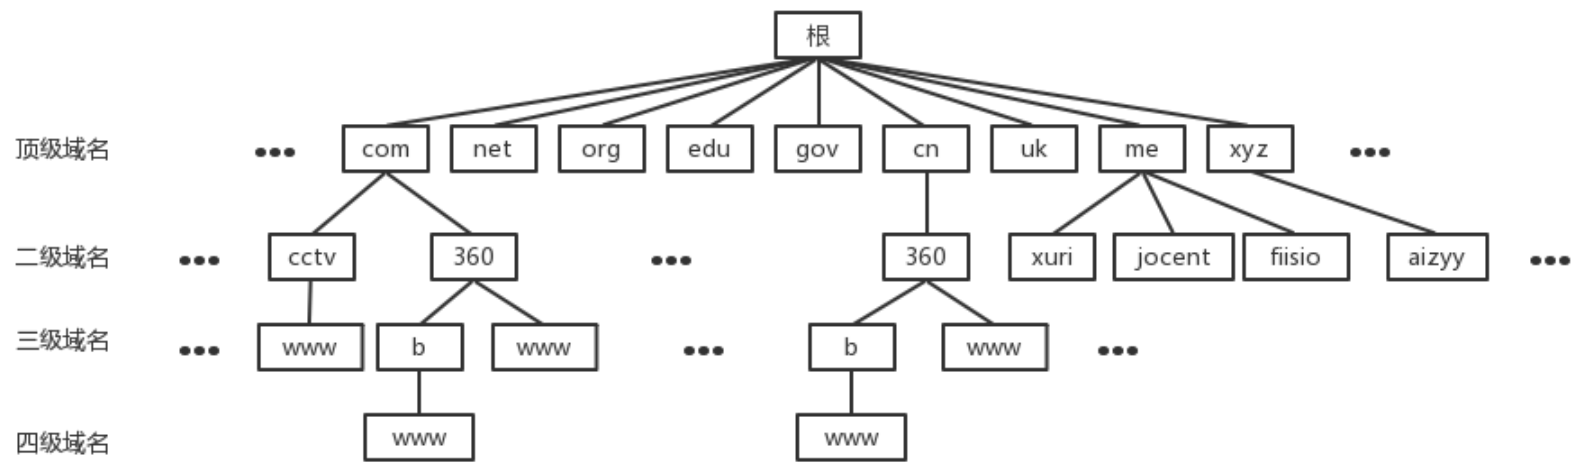 根
顶级域名 ••• com net org edu gov cn uk me xyz •••
二级域名 ••• cctv 360 ••• 360 xuri jocent fiisio aizyy •••
三级域名 ••• www b www ••• b www •••
四级域名 www www